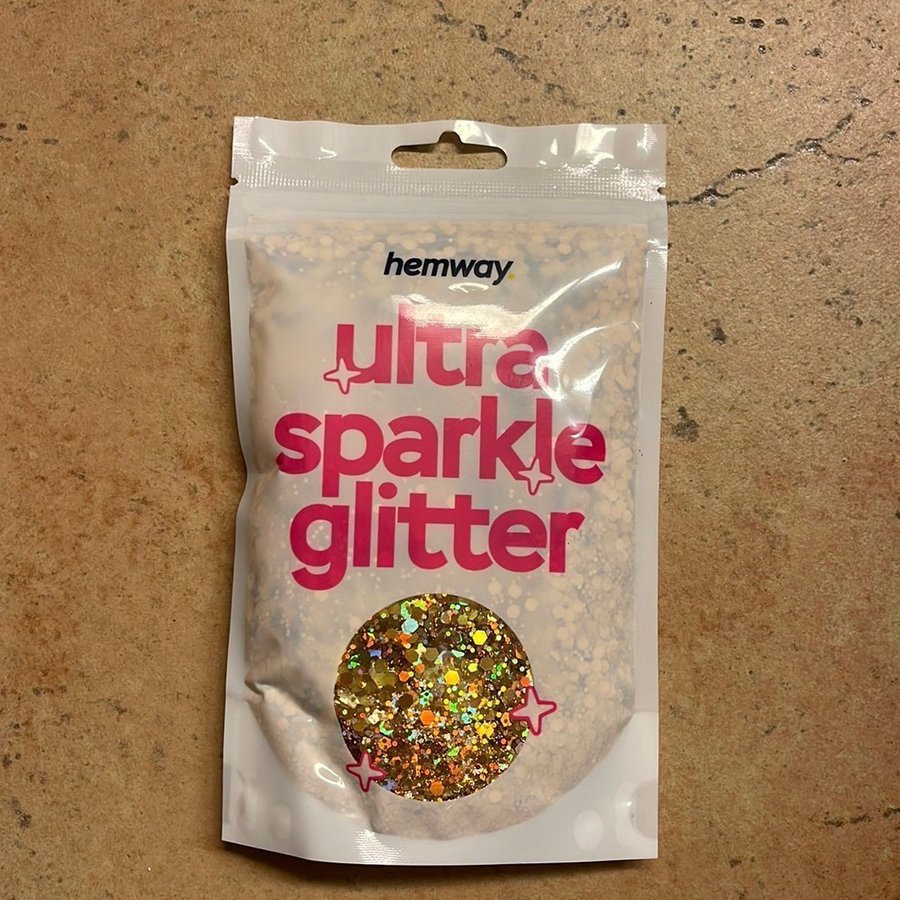 hemway.
ultra
sparkle
glitter